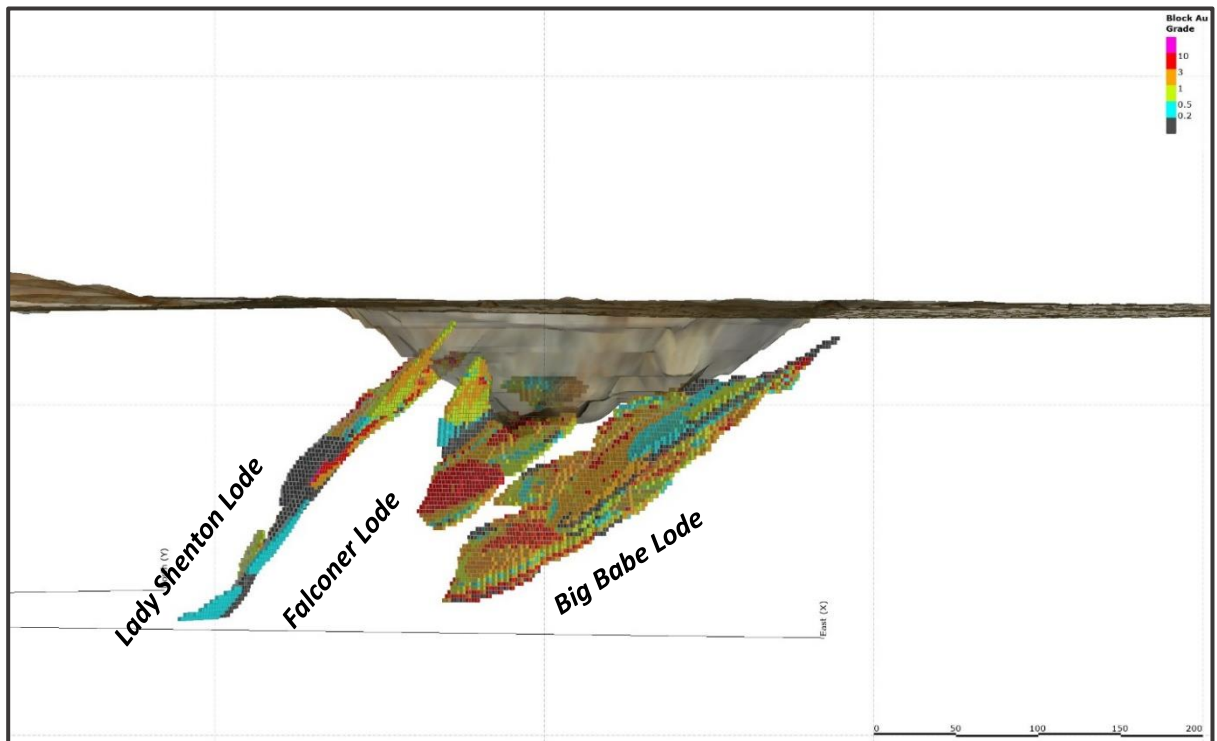 Block Au
Grade
10
3
1
0.5
0.2
Lady Shenton Lode
(Y)
Falconer Lode
Big Babe Lode
East (X)
0 50 100 150 200